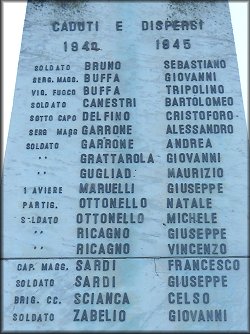 CADUTI E DISPERSI
1940 1945
SOLDATO BRUNO SEBASTIANO
SERG. MAGG. BUFFA GIOVANNI
VIG. FUOCO BUFFA TRIPOLINO
SOLDATO CANESTRI BARTOLOMEO
SOTTO CAPO DELFINO CRISTOFORO
SERG MAGG GARRONE ALESSANDRO
SOLDATO GARRONE ANDREA
" GRATTAROLA GIOVANNI
" GUGLIAD MAURIZIO
1 AVIERE MARUELLI GIUSEPPE
PARTIG. OTTONELLO NATALE
SOLDATO OTTONELLO MICHELE
" RICAGNO GIUSEPPE
" RICAGNO VINCENZO
CAP. MAGG. SARDI FRANCESCO
SOLDATO SARDI GIUSEPPE
BRIG. CC. SCIANCA CELSO
SOLDATO ZABELIO GIOVANNI